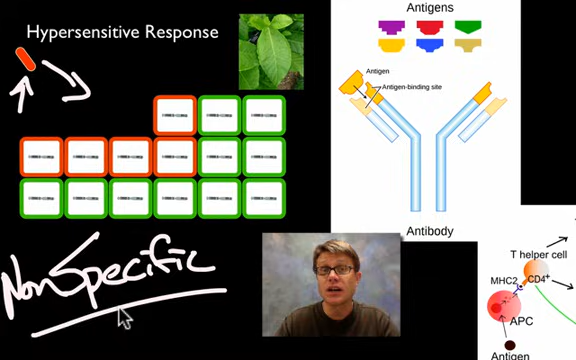 Hypersensitive Response
NonSpecific
Antigens
Antigen
Antigen-binding site
Antibody
T helper cell
MHC2
CD4+
APC
Antigen